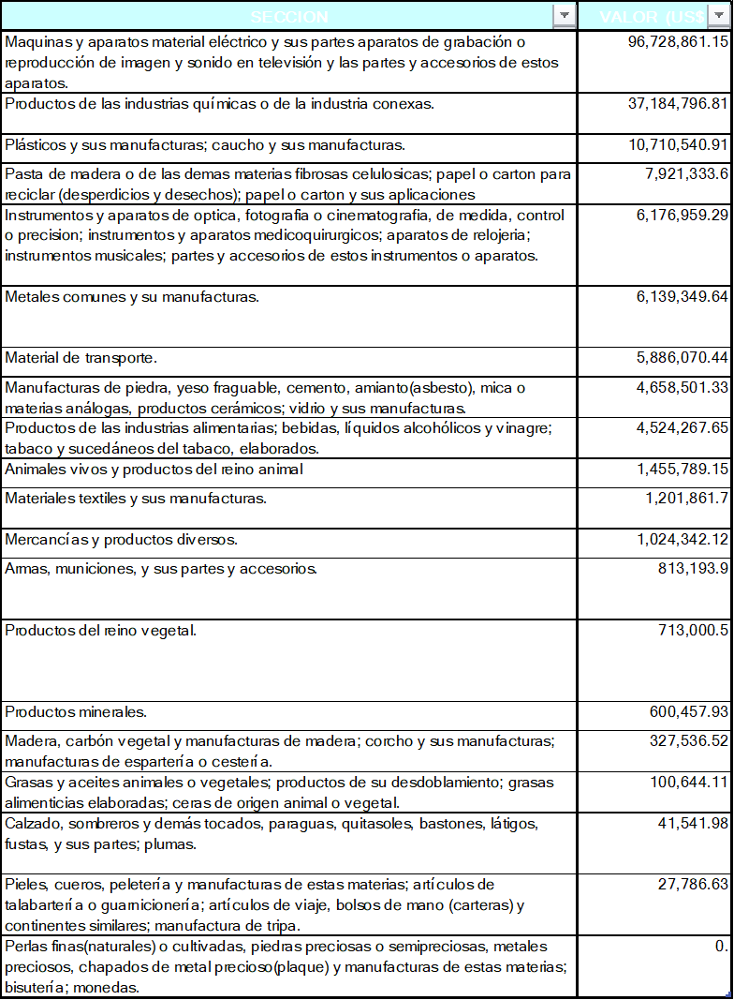 SECCION VALOR (US$
Maquinas y aparatos material eléctrico y sus partes aparatos de grabación o 96,728,861.15
reproducción de imagen y sonido en televisión y las partes y accesorios de estos
aparatos.
Productos de las industrias químicas o de la industria conexas. 37,184,796.81
Plásticos y sus manufacturas; caucho y sus manufacturas. 10,710,540.91
Pasta de madera o de las demas materias fibrosas celulosicas; papel o carton para 7,921,333.6
reciclar (desperdicios y desechos); papel o carton y sus aplicaciones
Instrumentos y aparatos de optica, fotografia o cinematografia, de medida, control 6,176,959.29
o precision; instrumentos y aparatos medicoquirurgicos; aparatos de relojeria;
instrumentos musicales; partes y accesorios de estos instrumentos o aparatos.
Metales comunes y su manufacturas. 6,139,349.64
Material de transporte. 5,886,070.44
Manufacturas de piedra, yeso fraguable, cemento, amianto(asbesto), mica o 4,658,501.33
materias análogas, productos cerámicos; vidrio y sus manufacturas.
Productos de las industrias alimentarias; bebidas, líquidos alcohólicos y vinagre; 4,524,267.65
tabaco y sucedáneos del tabaco, elaborados.
Animales vivos y productos del reino animal 1,455,789.15
Materiales textiles y sus manufacturas. 1,201,861.7
Mercancías y productos diversos. 1,024,342.12
Armas, municiones, y sus partes y accesorios. 813,193.9
Productos del reino vegetal. 713,000.5
Productos minerales. 600,457.93
Madera, carbón vegetal y manufacturas de madera; corcho y sus manufacturas; 327,536.52
manufacturas de espartería o cestería.
Grasas y aceites animales o vegetales; productos de su desdoblamiento; grasas 100,644.11
alimenticias elaboradas; ceras de origen animal o vegetal.
Calzado, sombreros y demás tocados, paraguas, quitasoles, bastones, látigos, 41,541.98
fustas, y sus partes; plumas.
Pieles, cueros, peletería y manufacturas de estas materias; artículos de 27,786.63
talabartería o guarnicionería; artículos de viaje, bolsos de mano (carteras) y
continentes similares; manufactura de tripa.
Perlas finas(naturales) o cultivadas, piedras preciosas o semipreciosas, metales 0.
preciosos, chapados de metal precioso(plaque) y manufacturas de estas materias;
bisutería; monedas.